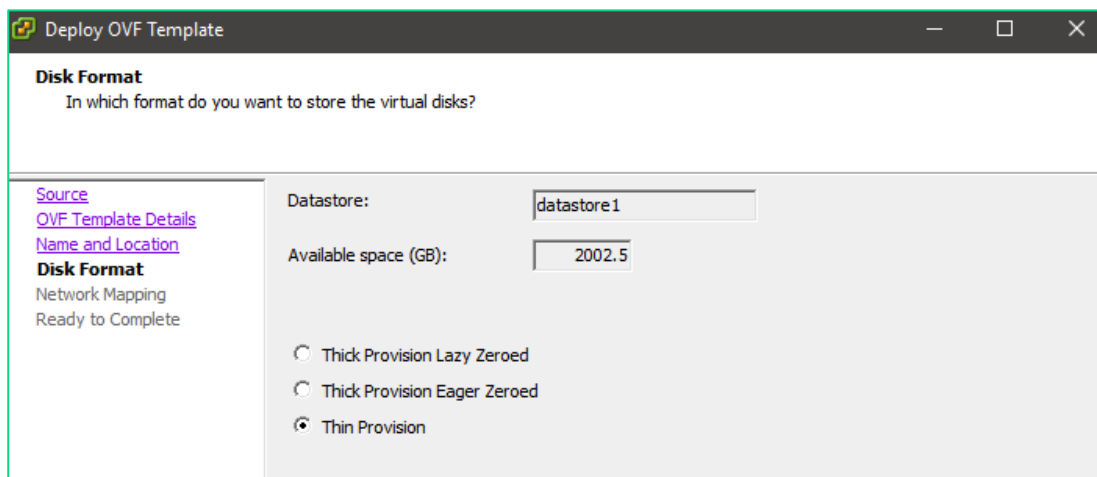 Deploy OVF Template
Disk Format
In which format do you want to store the virtual disks?
Source
OVF Template Details
Name and Location
Disk Format
Network Mapping
Ready to Complete
Datastore:
datastore1
Available space (GB):
2002.5
Thick Provision Lazy Zeroed
Thick Provision Eager Zeroed
Thin Provision